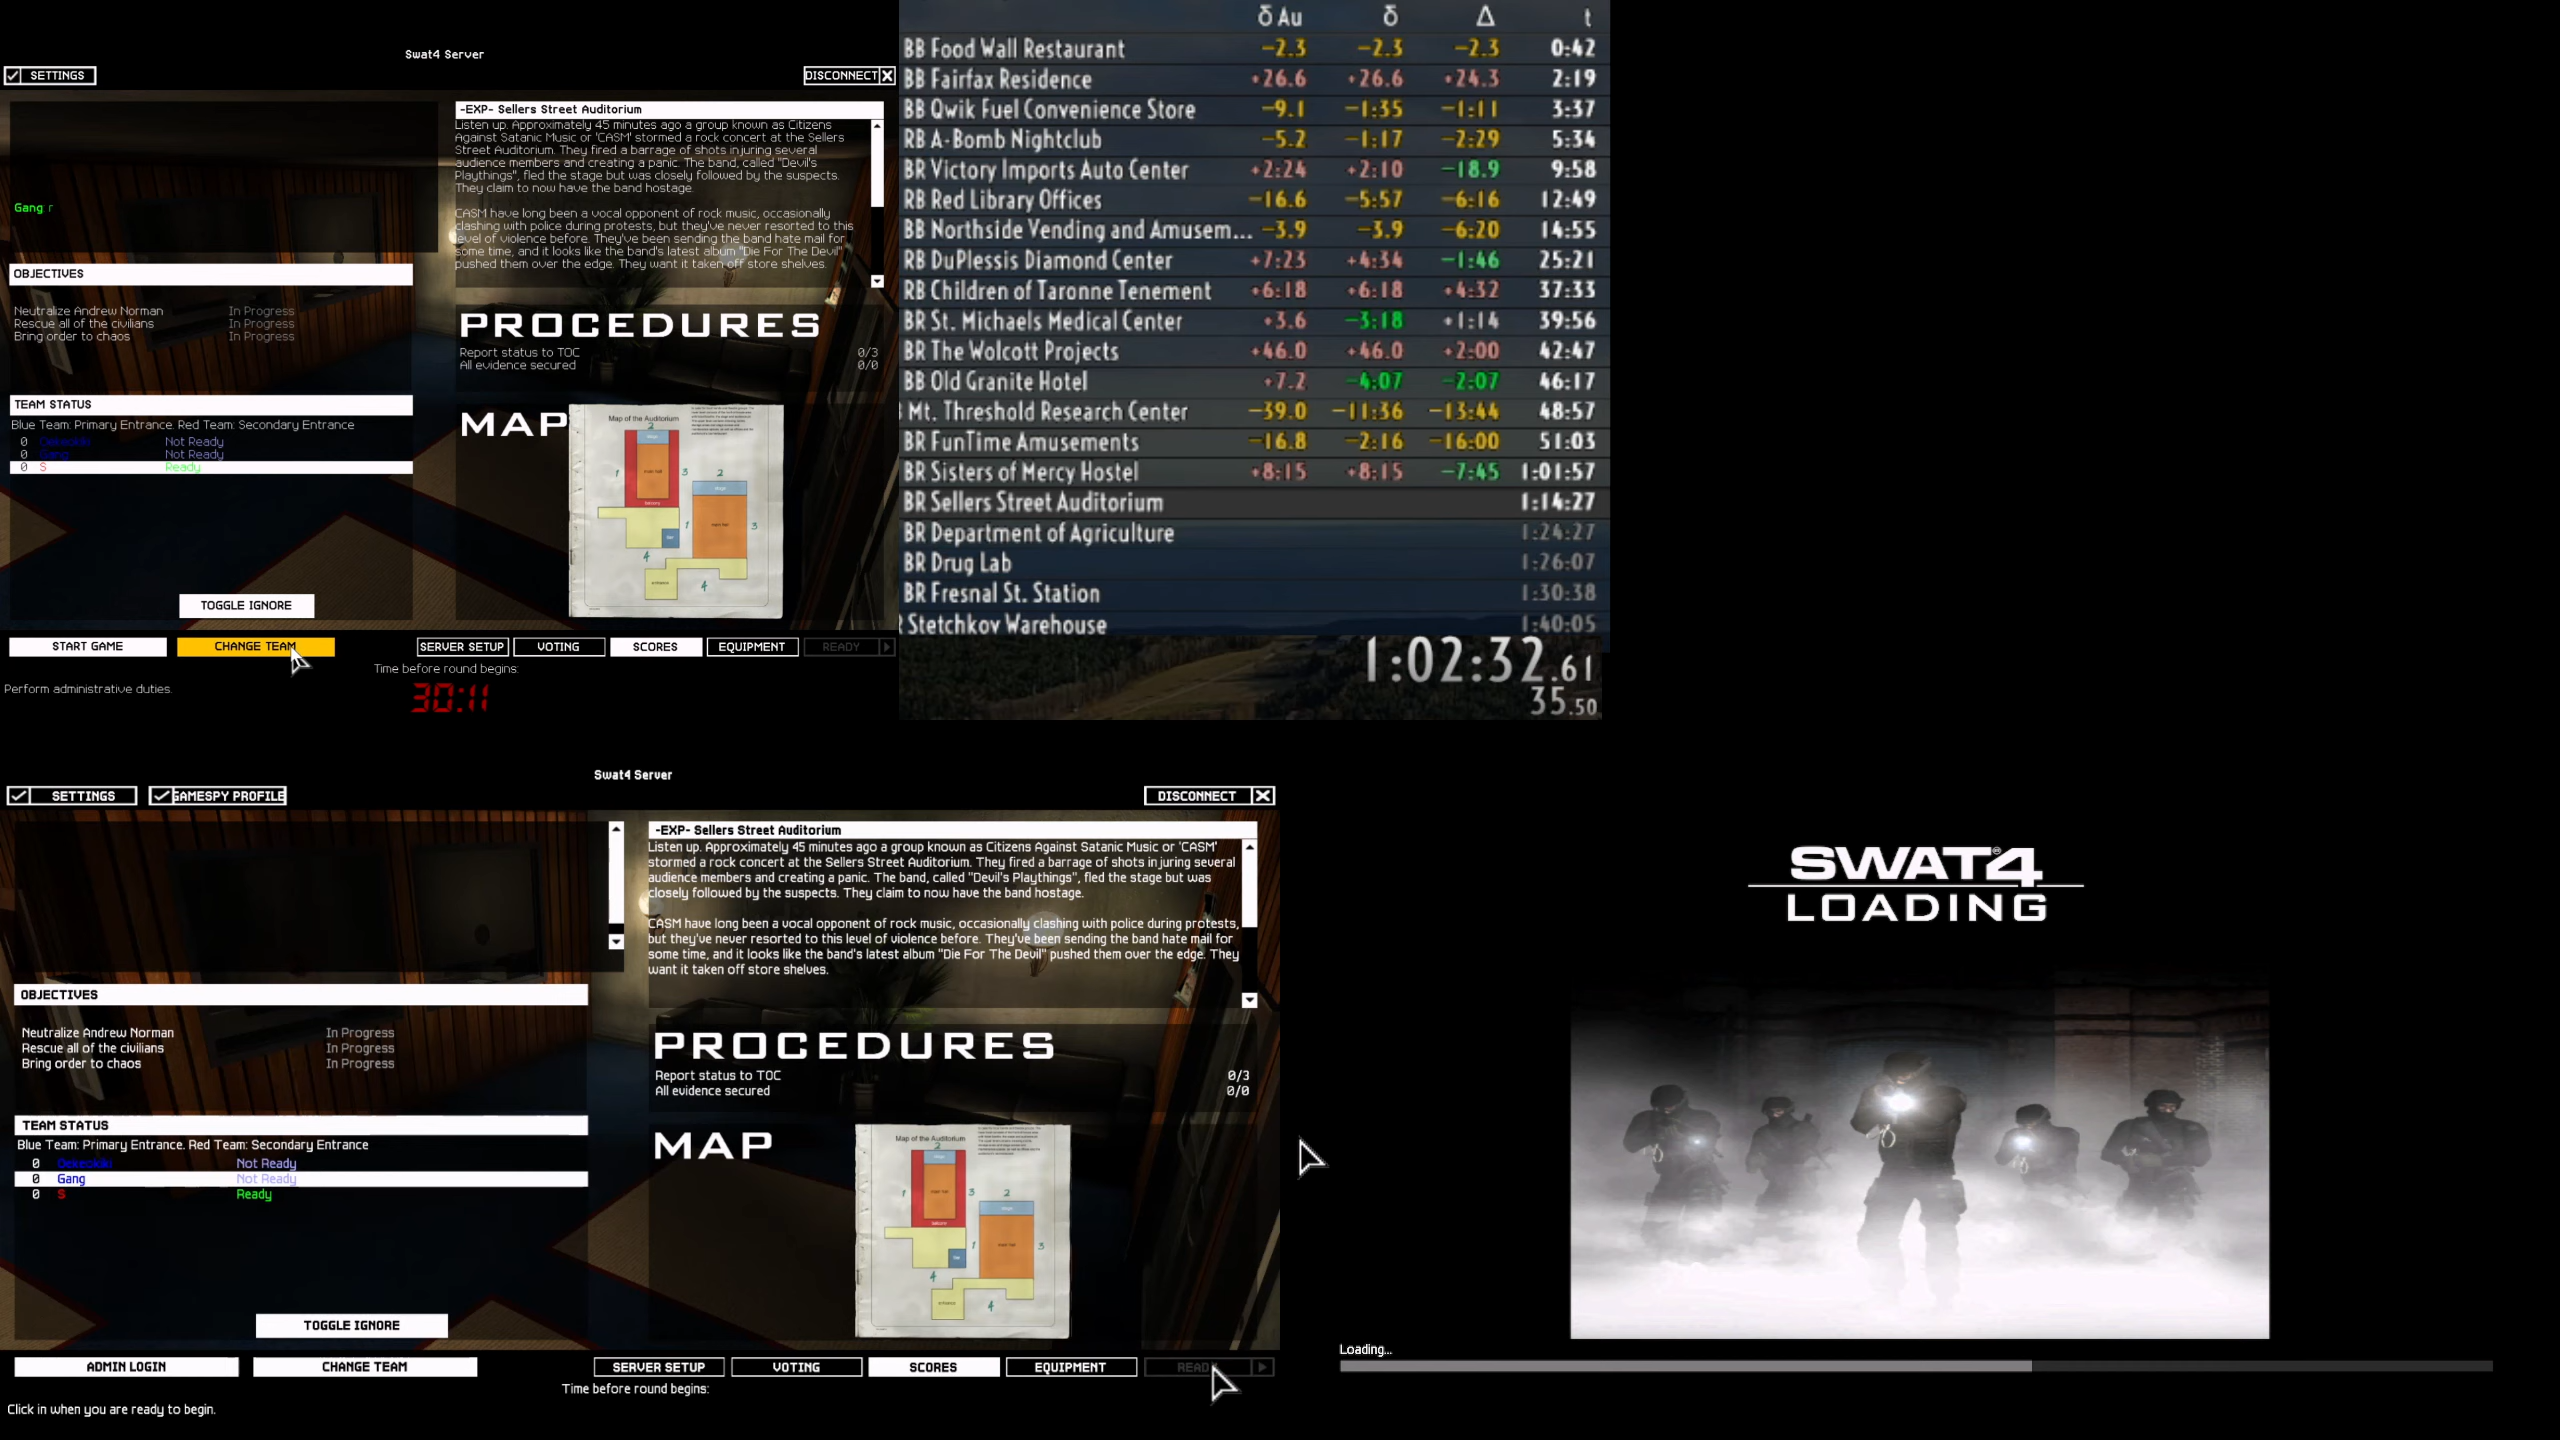 Swat4 Server
SETTINGS
DISCONNECT
Gang r
OBJECTIVES
Neutralize Andrew Norman In Progress
Rescue all of the civilians In Progress
Bring order to chaos In Progress
TEAM STATUS
Blue Team: Primary Entrance. Red Team: Secondary Entrance
0 Not Ready
0 Gang Not Ready
0 S Ready
TOGGLE IGNORE
START GAME
CHANGE TEAM
Perform administrative duties.
-EXP- Sellers Street Auditorium
Listen up. Approximately 45 minutes ago a group known as Citizens
Against Satanic Music or 'CASM' stormed a rock concert at the Sellers
Street Auditorium. They fired a barrage of shots injuring several
audience members and creating a panic. The band, called "Devil's
Playthings", fled the stage but was closely followed by the suspects.
They claim to now have the band hostage.
CASM have long been a vocal opponent of rock music, occasionally
clashing with police during protests, but they've never resorted to this
level of violence before. They've been sending the band hate mail for
some time, and it looks like the band's latest album "Die For The Devil"
pushed them over the edge. They want it taken off store shelves.
PROCEDURES
Report status to TOC 0/3
All evidence secured 0/0
MAP
Map of the Auditorium
SERVER SETUP
VOTING
SCORES
EQUIPMENT
READY
Time before round begins:
30:11
δ Au δ Δ t
BB Food Wall Restaurant −2.3 −2.3 −2.3 0:42
BB Fairfax Residence +26.6 +26.6 +24.3 2:19
BB Qwik Fuel Convenience Store −9.1 −1:35 −1:11 3:37
RB A-Bomb Nightclub −5.2 −1:17 −2:29 5:34
BR Victory Imports Auto Center +2:24 +2:10 −18.9 9:58
RB Red Library Offices −16.6 −5:57 −6:16 12:49
BB Northside Vending and Amusem... −3.9 −3.9 −6:20 14:55
RB DuPlessis Diamond Center +7:23 +4:34 −1:46 25:21
RB Children of Taronne Tenement +6:18 +6:18 +4:32 37:33
BR St. Michaels Medical Center +3.6 −3:18 +1:14 39:56
BR The Wolcott Projects +46.0 +46.0 +2:00 42:47
BB Old Granite Hotel +7.2 −4:07 −2:07 46:17
Mt. Threshold Research Center −39.0 −11:36 −13:44 48:57
BR FunTime Amusements −16.8 −2:16 −16:00 51:03
BR Sisters of Mercy Hostel +8:15 +8:15 −7:45 1:01:57
BR Sellers Street Auditorium 1:14:27
BR Department of Agriculture 1:24:27
BR Drug Lab 1:26:07
BR Fresnal St. Station 1:30:38
Stetchkov Warehouse 1:40:05
1:02:32.61
35.50
Swat4 Server
SETTINGS
GAMESPY PROFILE
DISCONNECT
OBJECTIVES
Neutralize Andrew Norman In Progress
Rescue all of the civilians In Progress
Bring order to chaos In Progress
TEAM STATUS
Blue Team: Primary Entrance. Red Team: Secondary Entrance
0 Not Ready
0 Gang Not Ready
0 S Ready
TOGGLE IGNORE
ADMIN LOGIN
CHANGE TEAM
Click in when you are ready to begin.
-EXP- Sellers Street Auditorium
Listen up. Approximately 45 minutes ago a group known as Citizens Against Satanic Music or 'CASM'
stormed a rock concert at the Sellers Street Auditorium. They fired a barrage of shots injuring several
audience members and creating a panic. The band, called "Devil's Playthings", fled the stage but was
closely followed by the suspects. They claim to now have the band hostage.
CASM have long been a vocal opponent of rock music, occasionally clashing with police during protests,
but they've never resorted to this level of violence before. They've been sending the band hate mail for
some time, and it looks like the band's latest album "Die For The Devil" pushed them over the edge. They
want it taken off store shelves.
PROCEDURES
Report status to TOC 0/3
All evidence secured 0/0
MAP
Map of the Auditorium
SERVER SETUP
VOTING
SCORES
EQUIPMENT
READY
Time before round begins:
SWAT4
LOADING
Loading...